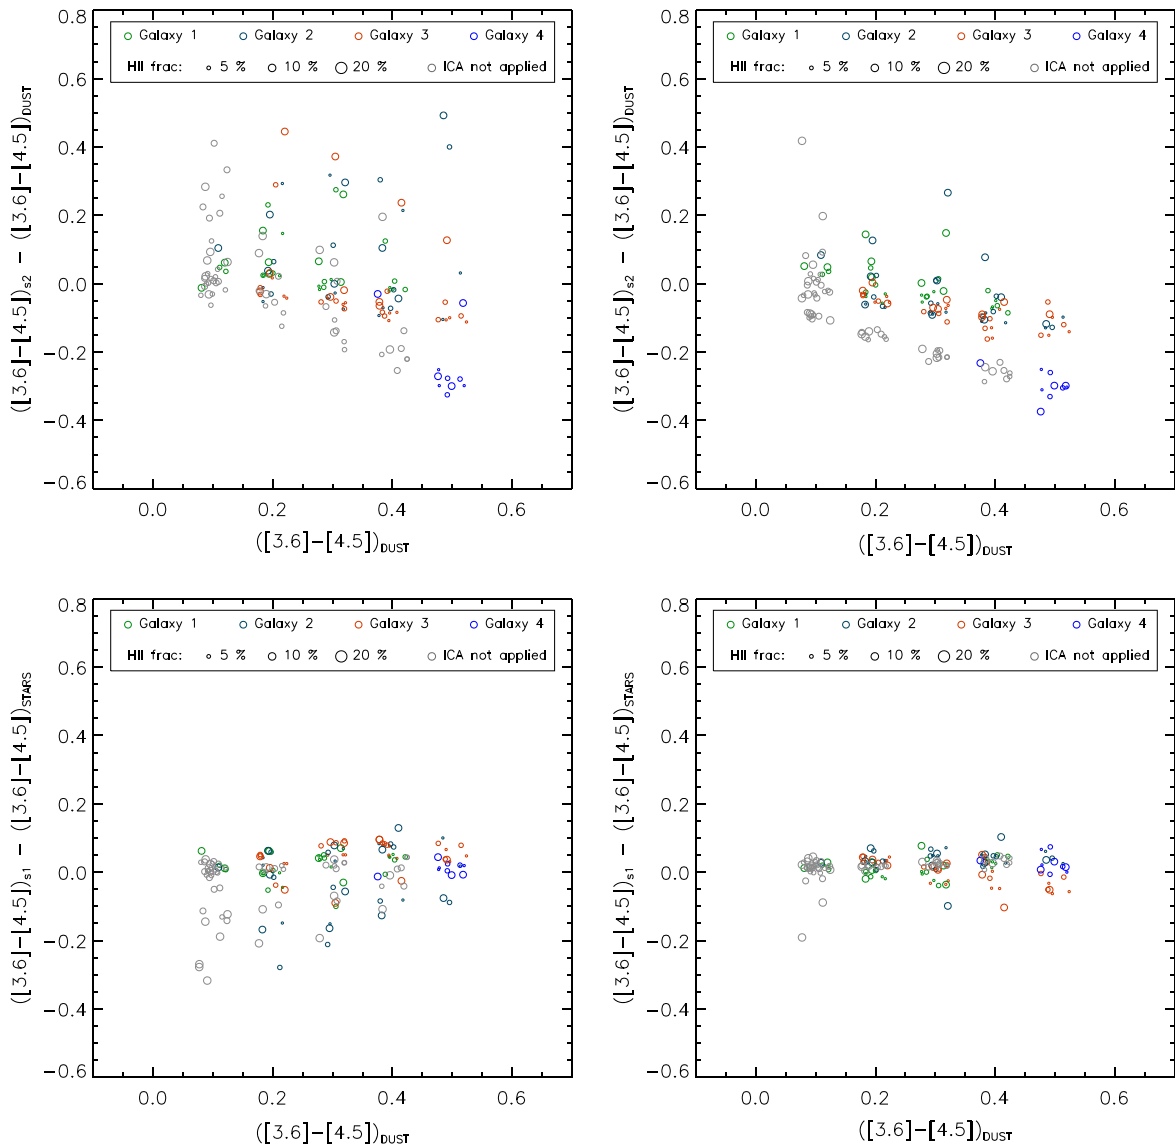 Galaxy 1 Galaxy 2 Galaxy 3 Galaxy 4
HII frac: 5 % 10 % 20 % ICA not applied
0.8
0.6
0.4
0.2
0.0
−0.2
−0.4
−0.6
([3.6]−[4.5])s2 − ([3.6]−[4.5])DUST
0.0 0.2 0.4 0.6
([3.6]−[4.5])DUST
Galaxy 1 Galaxy 2 Galaxy 3 Galaxy 4
HII frac: 5 % 10 % 20 % ICA not applied
0.8
0.6
0.4
0.2
0.0
−0.2
−0.4
−0.6
([3.6]−[4.5])s2 − ([3.6]−[4.5])DUST
0.0 0.2 0.4 0.6
([3.6]−[4.5])DUST
Galaxy 1 Galaxy 2 Galaxy 3 Galaxy 4
HII frac: 5 % 10 % 20 % ICA not applied
0.8
0.6
0.4
0.2
0.0
−0.2
−0.4
−0.6
([3.6]−[4.5])s1 − ([3.6]−[4.5])STARS
0.0 0.2 0.4 0.6
([3.6]−[4.5])DUST
Galaxy 1 Galaxy 2 Galaxy 3 Galaxy 4
HII frac: 5 % 10 % 20 % ICA not applied
0.8
0.6
0.4
0.2
0.0
−0.2
−0.4
−0.6
([3.6]−[4.5])s1 − ([3.6]−[4.5])STARS
0.0 0.2 0.4 0.6
([3.6]−[4.5])DUST